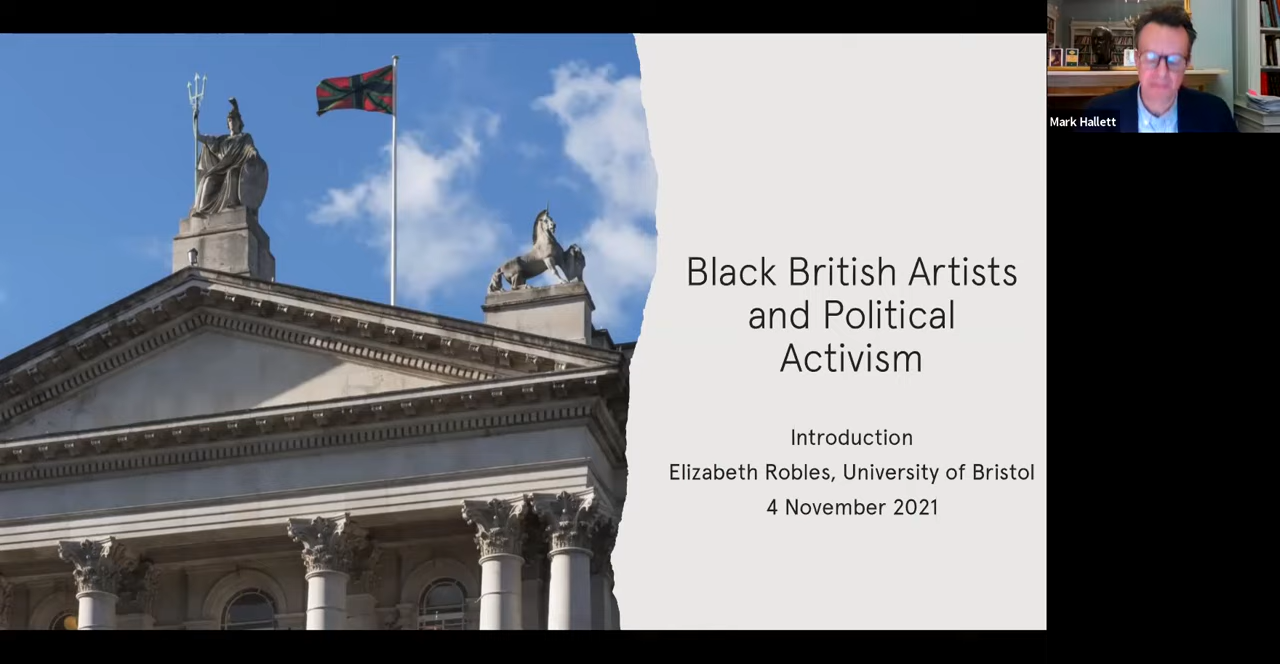 Mark Hallett
Black British Artists
and Political
Activism
Introduction
Elizabeth Robles, University of Bristol
4 November 2021